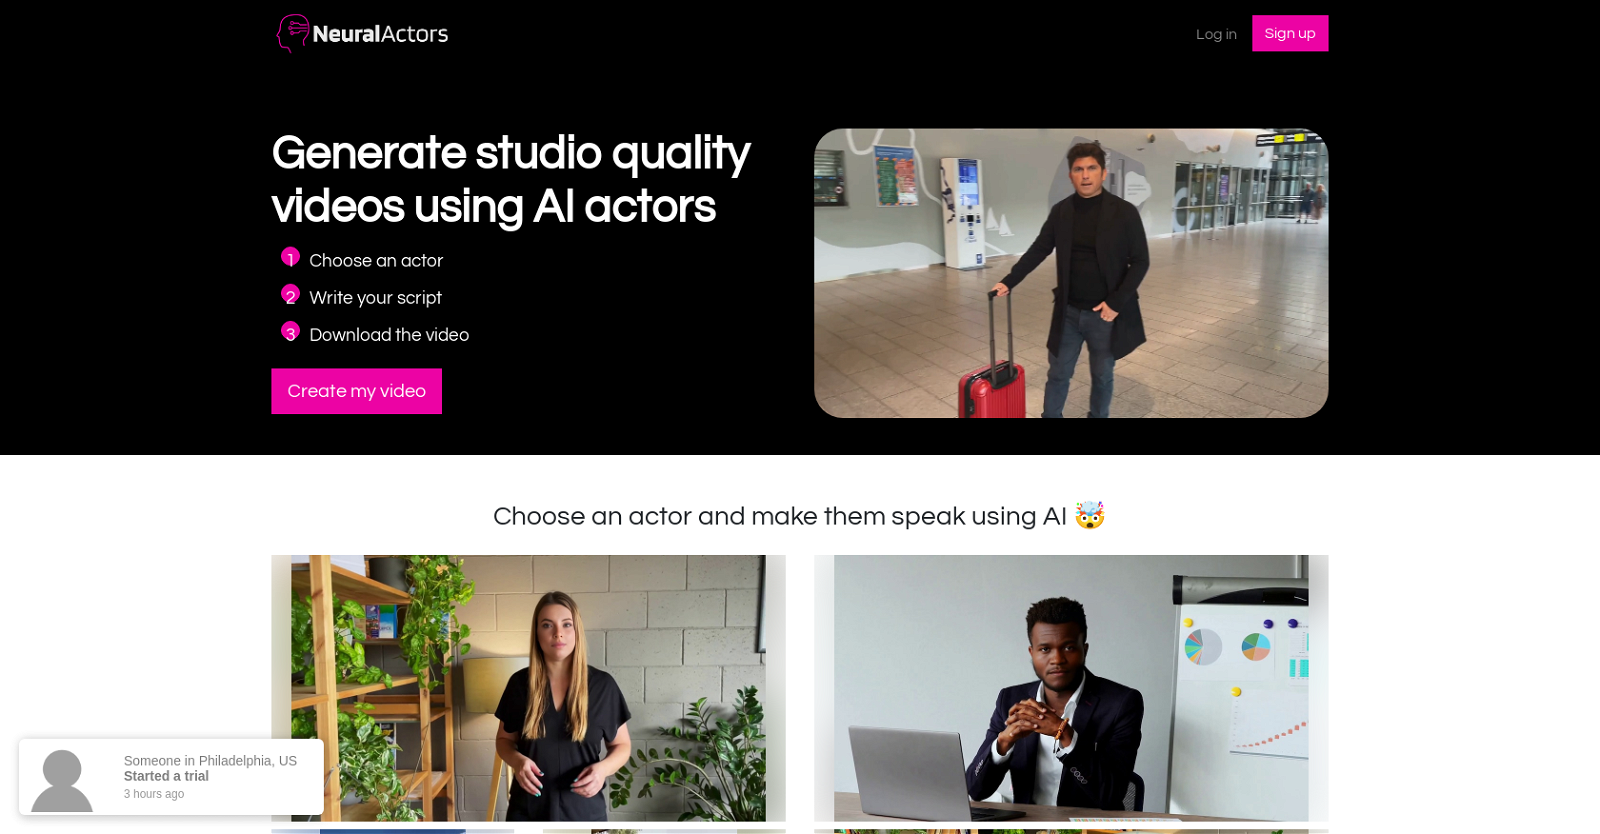 NeuralActors
Log in
Sign up
Generate studio quality
videos using AI actors
1 Choose an actor
2 Write your script
3 Download the video
Create my video
Choose an actor and make them speak using AI 🤯
Someone in Philadelphia, US
Started a trial
3 hours ago